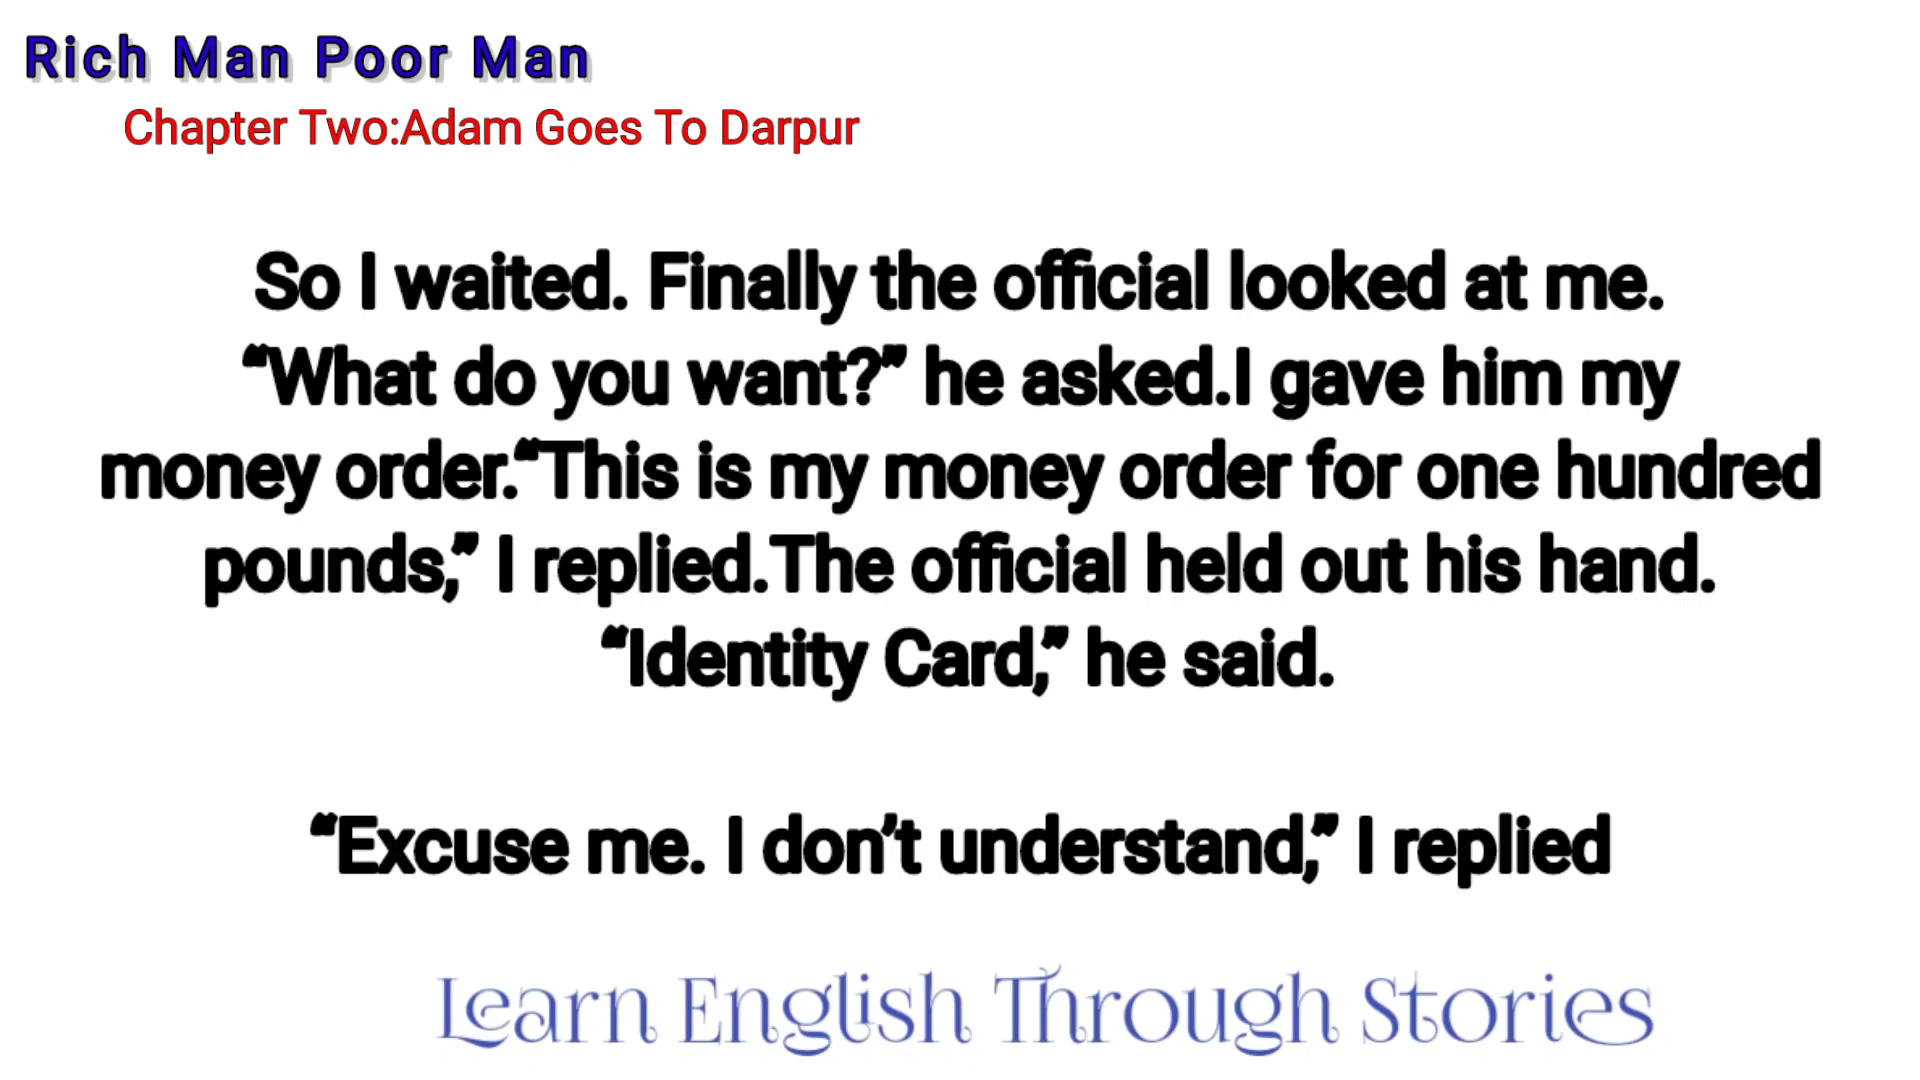 Rich Man Poor Man
Chapter Two:Adam Goes To Darpur
So I waited. Finally the official looked at me.
“What do you want?” he asked.I gave him my
money order.“This is my money order for one hundred
pounds,” I replied.The official held out his hand.
“Identity Card,” he said.
“Excuse me. I don’t understand,” I replied
Learn English Through Stories